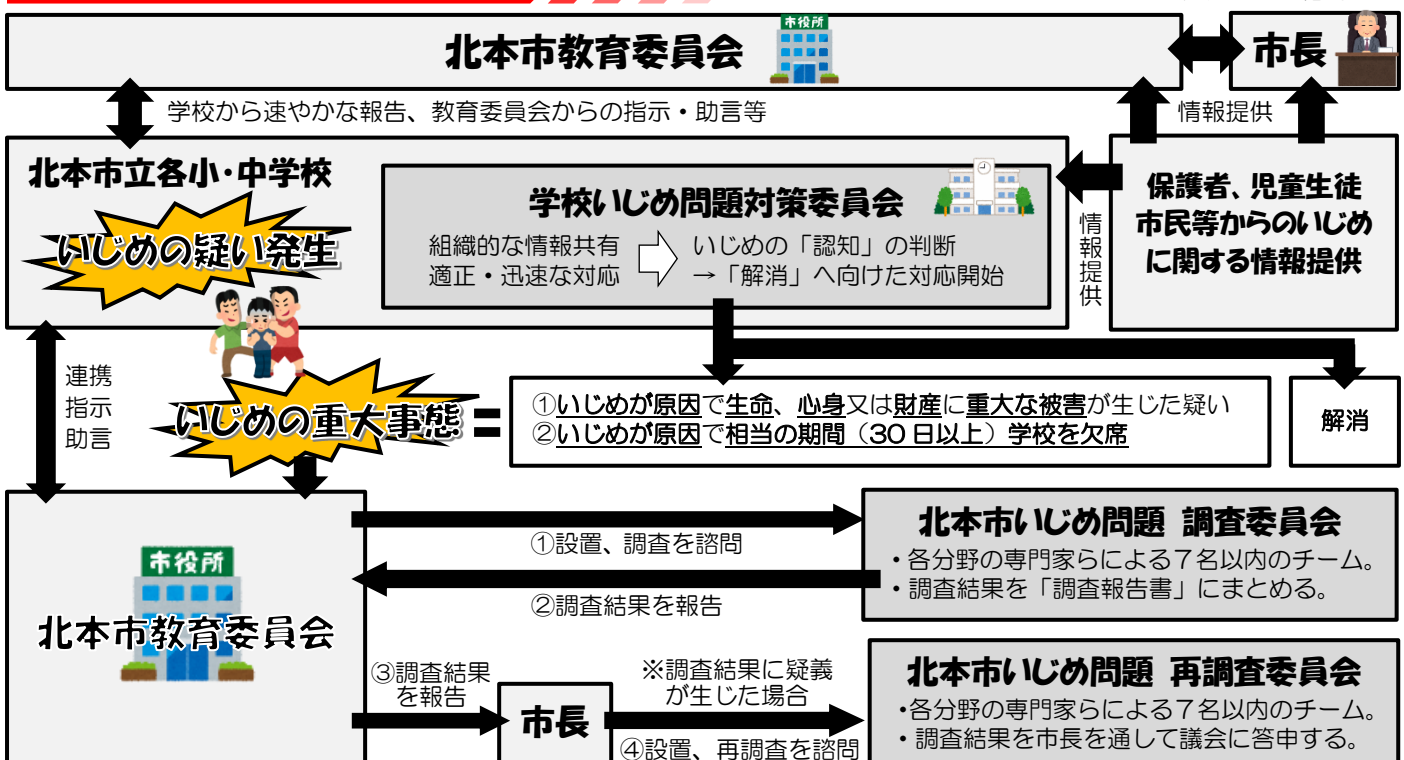 市役所
北本市教育委員会
市長
学校から速やかな報告、教育委員会からの指示・助言等
情報提供
北本市立各小・中学校
いじめの疑い発生
学校いじめ問題対策委員会
組織的な情報共有
適正・迅速な対応
いじめの「認知」の判断
→「解消」へ向けた対応開始
情報提供
保護者、児童生徒
市民等からのいじめ
に関する情報提供
連携
指示
助言
いじめの重大事態
=
①いじめが原因で生命、心身又は財産に重大な被害が生じた疑い
②いじめが原因で相当の期間（30日以上）学校を欠席
解消
市役所
北本市教育委員会
①設置、調査を諮問
②調査結果を報告
北本市いじめ問題 調査委員会
・各分野の専門家らによる７名以内のチーム。
・調査結果を「調査報告書」にまとめる。
③調査結果
を報告
市長
※調査結果に疑義
が生じた場合
④設置、再調査を諮問
北本市いじめ問題 再調査委員会
・各分野の専門家らによる７名以内のチーム。
・調査結果を市長を通して議会に答申する。